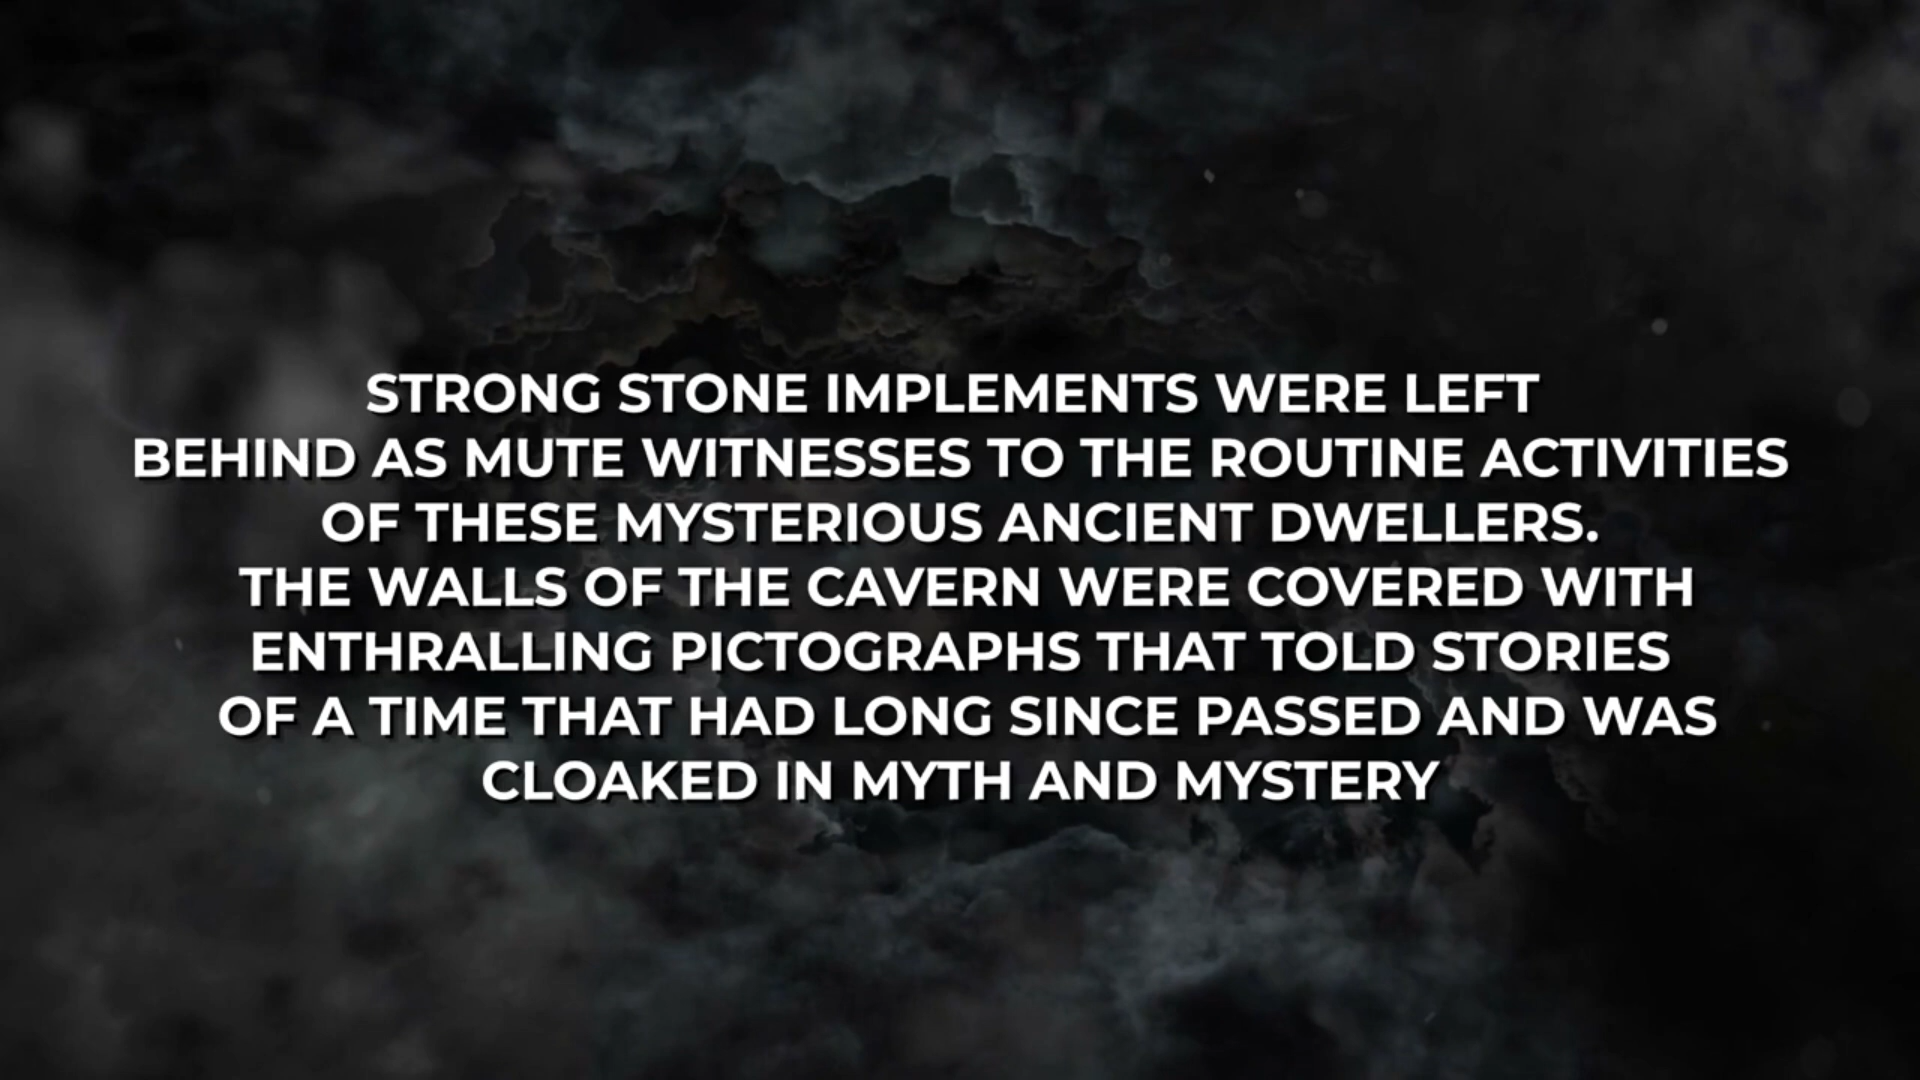 STRONG STONE IMPLEMENTS WERE LEFT
BEHIND AS MUTE WITNESSES TO THE ROUTINE ACTIVITIES
OF THESE MYSTERIOUS ANCIENT DWELLERS.
THE WALLS OF THE CAVERN WERE COVERED WITH
ENTHRALLING PICTOGRAPHS THAT TOLD STORIES
OF A TIME THAT HAD LONG SINCE PASSED AND WAS
CLOAKED IN MYTH AND MYSTERY